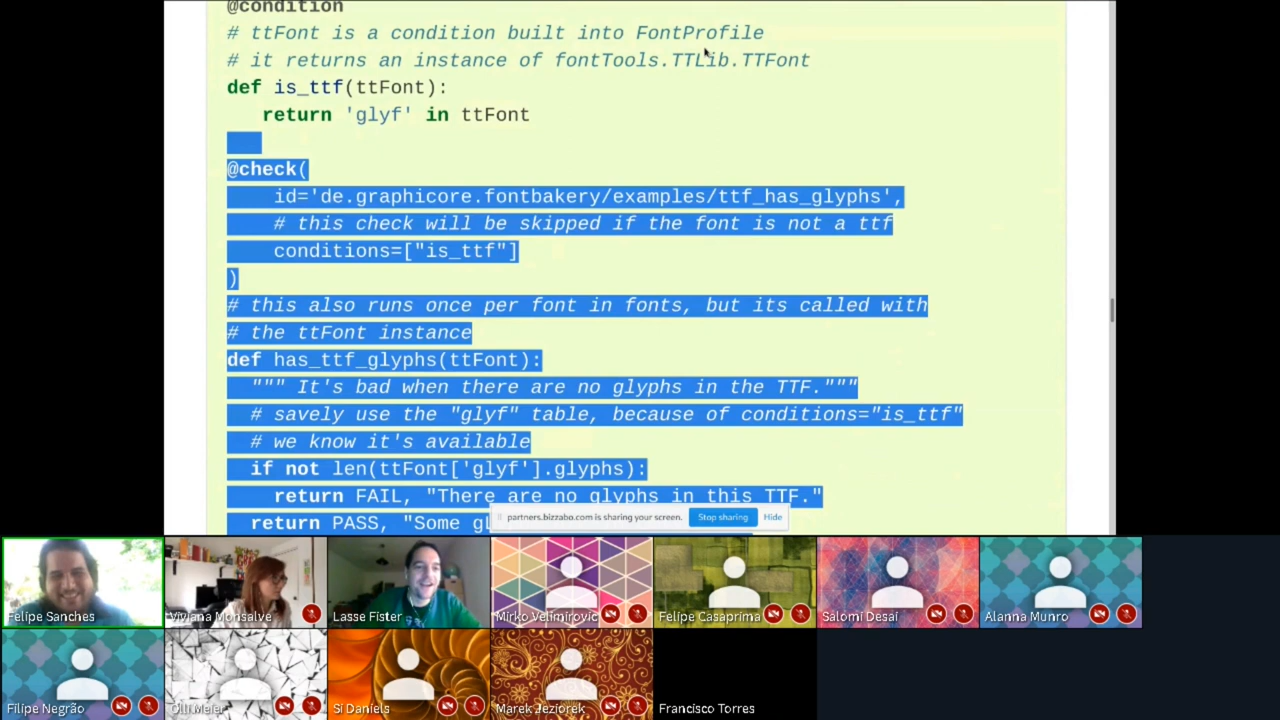 @condition
# ttFont is a condition built into FontProfile
# it returns an instance of fontTools.TTLib.TTFont
def is_ttf(ttFont):
return 'glyf' in ttFont
@check(
id='de.graphicore.fontbakery/examples/ttf_has_glyphs',
# this check will be skipped if the font is not a ttf
conditions=["is_ttf"]
)
# this also runs once per font in fonts, but its called with
# the ttFont instance
def has_ttf_glyphs(ttFont):
""" It's bad when there are no glyphs in the TTF."""
# savely use the "glyf" table, because of conditions="is_ttf"
# we know it's available
if not len(ttFont['glyf'].glyphs):
return FAIL, "There are no glyphs in this TTF."
return PASS, "Some
partners.bizzabo.com is sharing your screen. Stop sharing Hide
Felipe Sanches
Viviana Monsalve
Lasse Fister
Mirko Velimirovic
Felipe Casaprima
Salomi Desai
Alanna Munro
Filipe Negrão
Olli Meier
Si Daniels
Marek Jeziorek
Francisco Torres